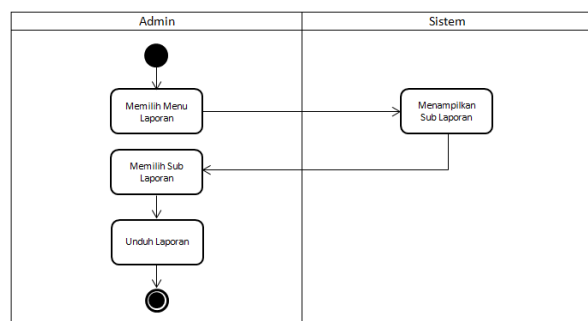 Admin
Sistem
Memilih Menu
Laporan
Menampilkan
Sub Laporan
Memilih Sub
Laporan
Unduh Laporan